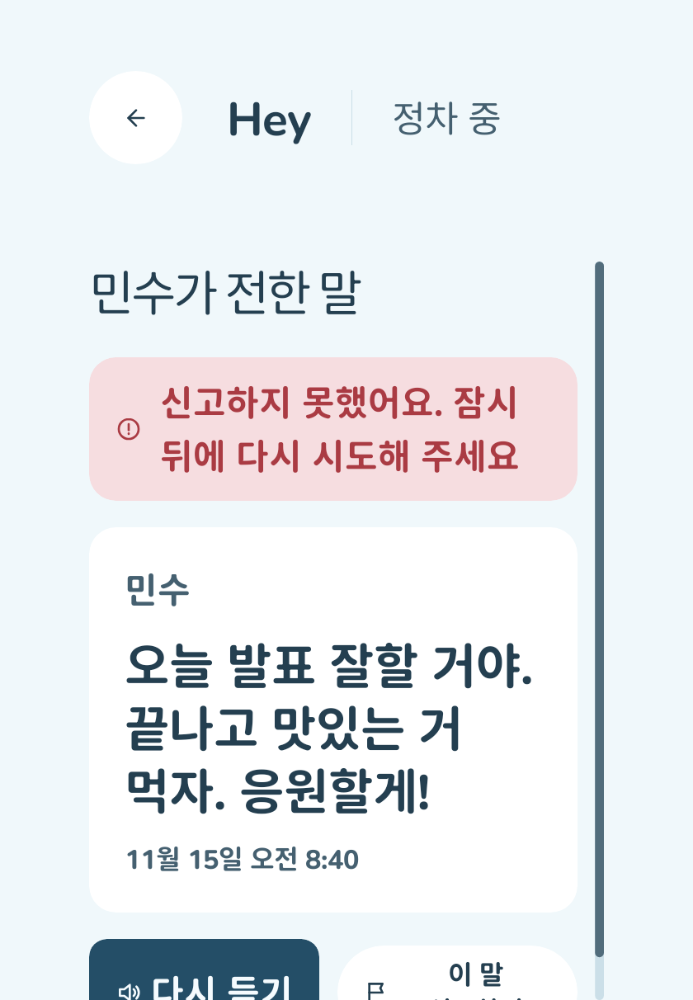 Hey
정차 중
민수가 전한 말
신고하지 못했어요. 잠시
뒤에 다시 시도해 주세요
민수
오늘 발표 잘할 거야.
끝나고 맛있는 거
먹자. 응원할게!
11월 15일 오전 8:40
다시 듣기
이 말